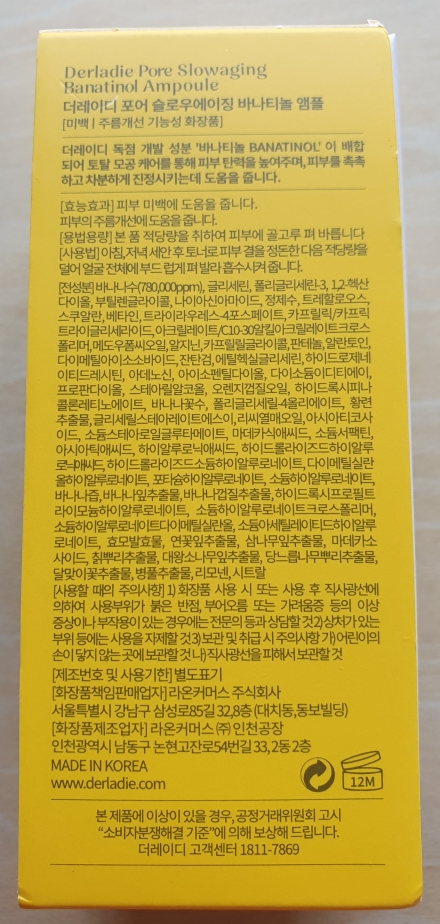 Derladie Pore Slowaging
Banatinol Ampoule
더레이디 포어 슬로우에이징 바나티놀 앰플
[미백 | 주름개선 기능성 화장품]
더레이디 독점 개발 성분 '바나티놀 BANATINOL' 이 배합
되어 토탈 모공 케어를 통해 피부 탄력을 높여주며, 피부를 촉촉
하고 차분하게 진정시키는데 도움을 줍니다.
[효능효과] 피부 미백에 도움을 줍니다.
피부의 주름개선에 도움을 줍니다.
[용법용량] 본 품 적당량을 취하여 피부에 골고루 펴 바릅니다
[사용법] 아침, 저녁 세안 후 토너로 피부 결을 정돈한 다음 적당량을
덜어 얼굴 전체에 부드럽게 펴 발라 흡수시켜 줍니다.
[전성분] 바나나수(780,000ppm), 글리세린, 폴리글리세린-3, 1,2-헥산
다이올, 부틸렌글라이콜, 나이아신아마이드, 정제수, 트레할로오스,
스쿠알란, 베타인, 트라이라우레스-4포스페이트, 카프릴릭/카프릭
트라이글리세라이드, 아크릴레이트/C10-30알킬아크릴레이트크로스
폴리머, 메도우폼씨오일, 알지닌, 카프릴릴글라이콜, 판테놀, 알란토인,
다이메틸아이소소바이드, 잔탄검, 에틸헥실글리세린, 하이드로제네
이티드레시틴, 아데노신, 아이소펜틸다이올, 다이소듐이디티에이,
프로판다이올, 스테아릴알코올, 오렌지껍질오일, 하이드록시피나
콜론레티노에이트, 바나나꽃수, 폴리글리세릴-4올리에이트, 황련
추출물, 글리세릴스테아레이트에스이, 리씨열매오일, 아시아티코사
이드, 소듐스테아로일글루타메이트, 마데카식애씨드, 소듐서팩틴,
아시아틱애씨드, 하이알루로닉애씨드, 하이드롤라이즈드하이알루
로닉애씨드, 하이드롤라이즈드소듐하이알루로네이트, 다이메틸실란
올하이알루로네이트, 포타슘하이알루로네이트, 소듐하이알루로네이트,
바나나즙, 바나나잎추출물, 바나나껍질추출물, 하이드록시프로필트
라이모늄하이알루로네이트, 소듐하이알루로네이트크로스폴리머,
소듐하이알루로네이트다이메틸실란올, 소듐아세틸레이티드하이알루
로네이트, 효모발효물, 연꽃잎추출물, 삼나무잎추출물, 마데카소
사이드, 칡뿌리추출물, 대왕소나무잎추출물, 당느릅나무뿌리추출물,
달맞이꽃추출물, 병풀추출물, 리모넨, 시트랄
[사용할 때의 주의사항] 1) 화장품 사용 시 또는 사용 후 직사광선에
의하여 사용부위가 붉은 반점, 부어오름 또는 가려움증 등의 이상
증상이나 부작용이 있는 경우에는 전문의 등과 상담할 것 2) 상처가 있는
부위 등에는 사용을 자제할 것 3) 보관 및 취급 시 주의사항 가) 어린이의
손이 닿지 않는 곳에 보관할 것 나) 직사광선을 피해서 보관할 것
[제조번호 및 사용기한] 별도표기
[화장품책임판매업자] 라온커머스 주식회사
서울특별시 강남구 삼성로85길 32,8층 (대치동,동보빌딩)
[화장품제조업자] 라온커머스 ㈜ 인천공장
인천광역시 남동구 논현고잔로54번길 33, 2동 2층
MADE IN KOREA
www.derladie.com
12M
본 제품에 이상이 있을 경우, 공정거래위원회 고시
"소비자분쟁해결 기준"에 의해 보상해 드립니다.
더레이디 고객센터 1811-7869